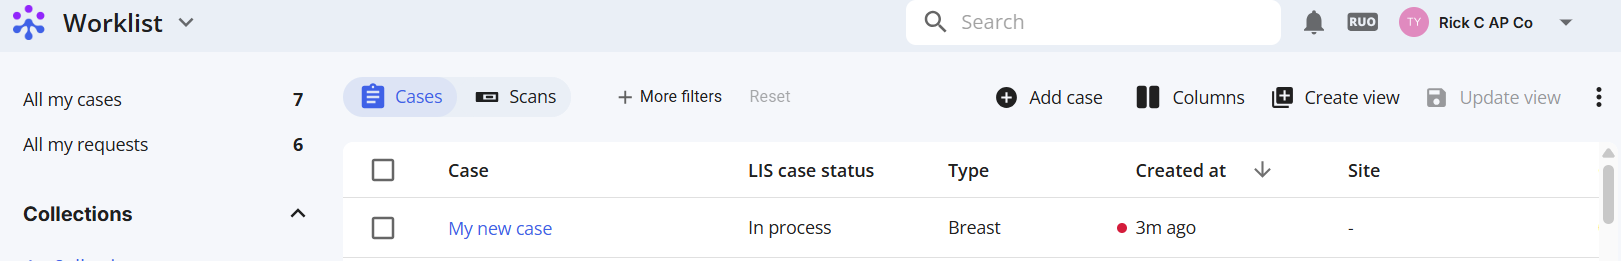 Worklist
Search
RUO
TY
Rick C AP Co
All my cases 7
All my requests 6
Collections
Cases
Scans
More filters
Reset
Add case
Columns
Create view
Update view
Case LIS case status Type Created at Site
My new case In process Breast 3m ago -